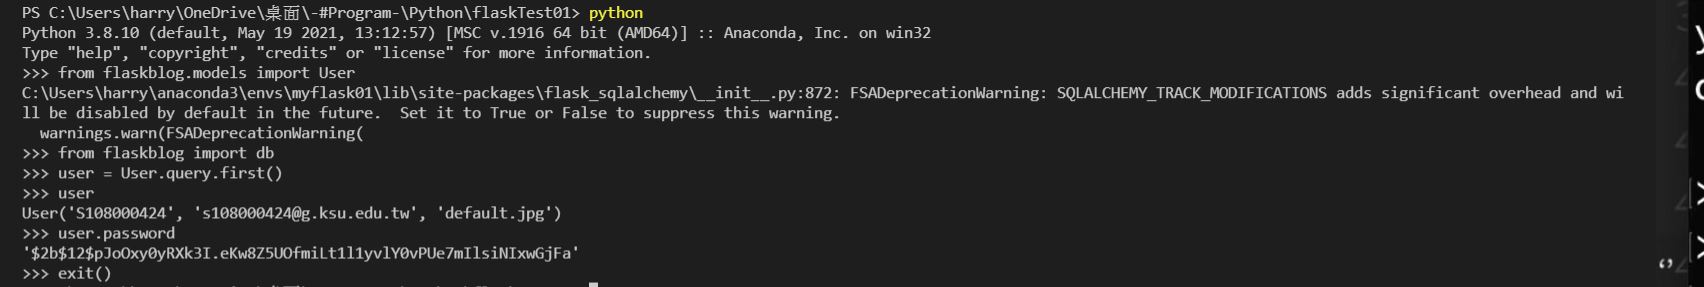 PS C:\Users\harry\OneDrive\桌面\-#Program-\Python\flaskTest01> python
Python 3.8.10 (default, May 19 2021, 13:12:57) [MSC v.1916 64 bit (AMD64)] :: Anaconda, Inc. on win32
Type "help", "copyright", "credits" or "license" for more information.
>>> from flaskblog.models import User
C:\Users\harry\anaconda3\envs\myflask01\lib\site-packages\flask_sqlalchemy\__init__.py:872: FSADeprecationWarning: SQLALCHEMY_TRACK_MODIFICATIONS adds significant overhead and wi
ll be disabled by default in the future.  Set it to True or False to suppress this warning.
  warnings.warn(FSADeprecationWarning(
>>> from flaskblog import db
>>> user = User.query.first()
>>> user
User('S108000424', 's108000424@g.ksu.edu.tw', 'default.jpg')
>>> user.password
'$2b$12$pJoOxy0yRXk3I.eKw8Z5UOfmiLt1l1yvlY0vPUe7mIlsiNIxwGjFa'
>>> exit()